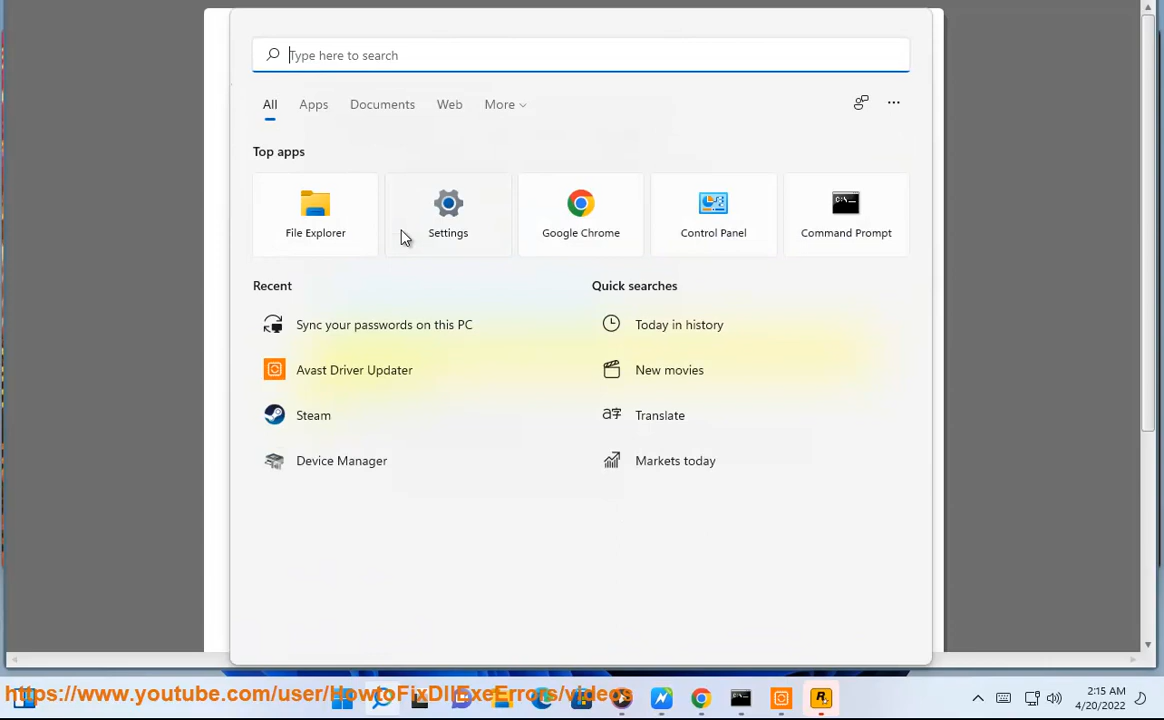 Type here to search
All Apps Documents Web More
Top apps
File Explorer Settings Google Chrome Control Panel Command Prompt
Recent Quick searches
Sync your passwords on this PC Today in history
Avast Driver Updater New movies
Steam Translate
Device Manager Markets today
https://www.youtube.com/user/HowtoFixDllExeErrors/videos
2:15 AM
4/20/2022